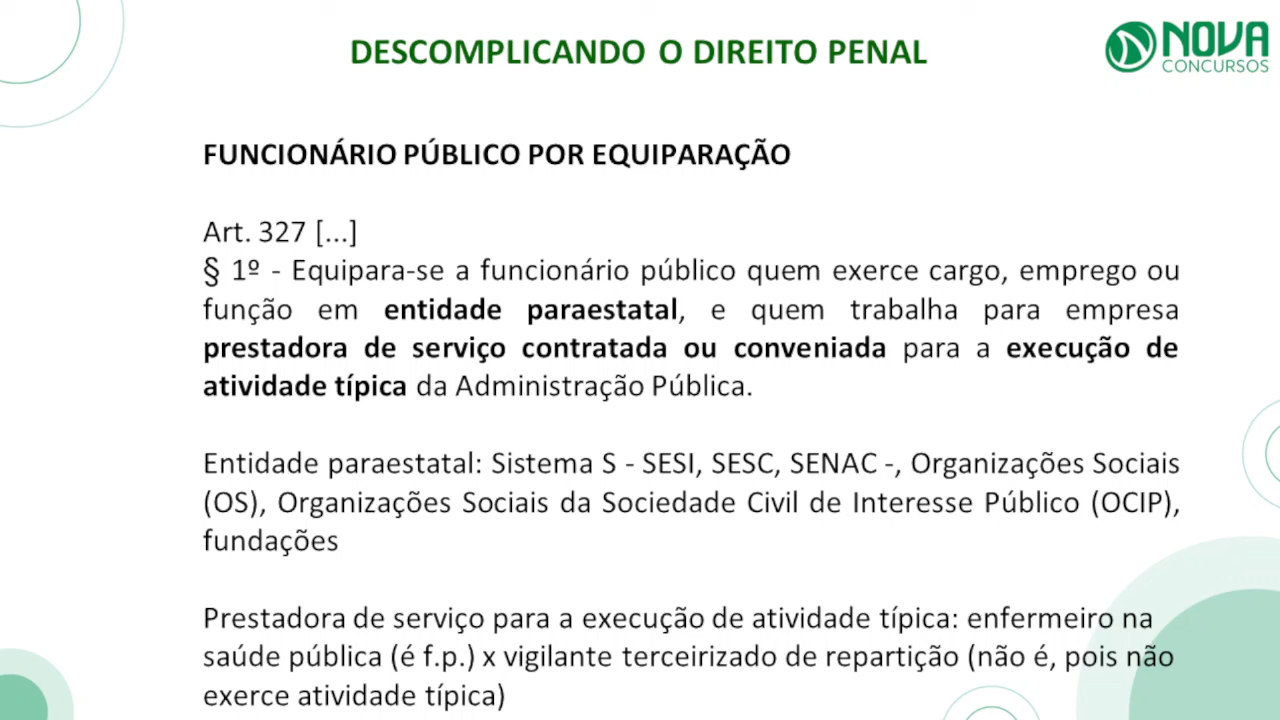 DESCOMPLICANDO O DIREITO PENAL
NOVA
CONCURSOS
FUNCIONÁRIO PÚBLICO POR EQUIPARAÇÃO
Art. 327 [...]
§ 1º - Equipara-se a funcionário público quem exerce cargo, emprego ou
função em entidade paraestatal, e quem trabalha para empresa
prestadora de serviço contratada ou conveniada para a execução de
atividade típica da Administração Pública.
Entidade paraestatal: Sistema S - SESI, SESC, SENAC -, Organizações Sociais
(OS), Organizações Sociais da Sociedade Civil de Interesse Público (OCIP),
fundações
Prestadora de serviço para a execução de atividade típica: enfermeiro na
saúde pública (é f.p.) x vigilante terceirizado de repartição (não é, pois não
exerce atividade típica)